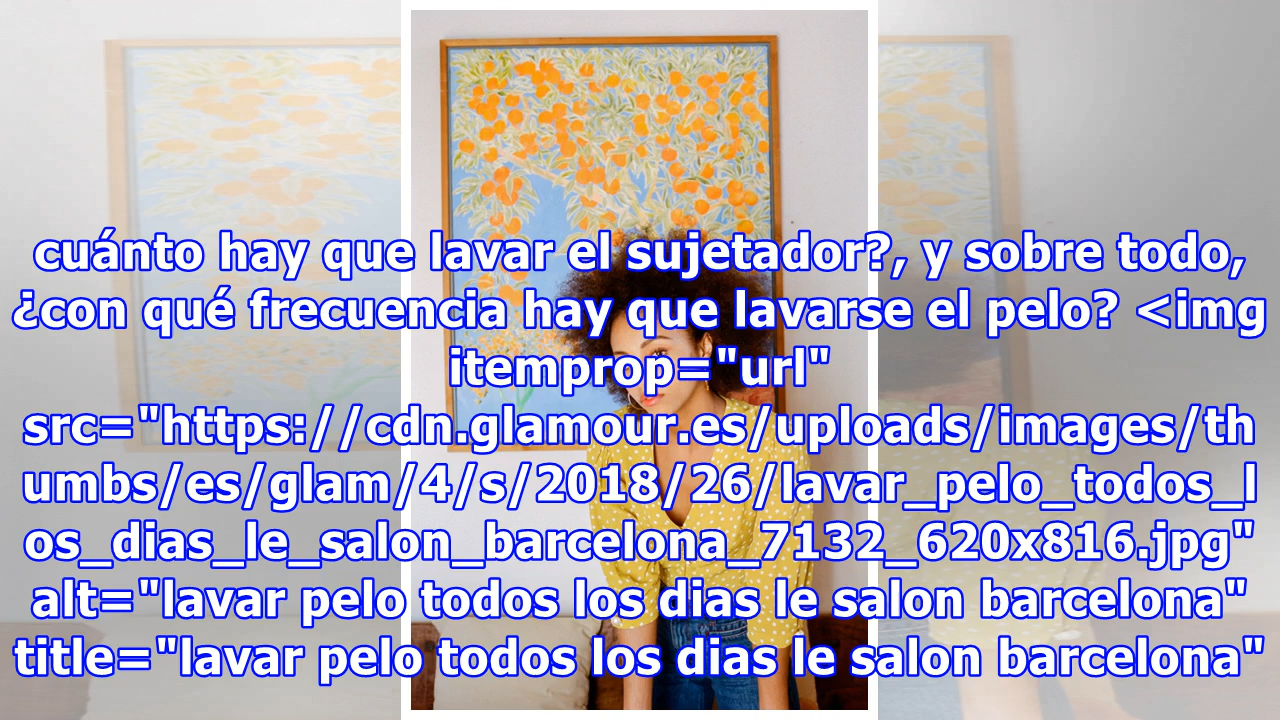 cuánto hay que lavar el sujetador?, y sobre todo,
¿con qué frecuencia hay que lavarse el pelo? <img
itemprop="url"
src="https://cdn.glamour.es/uploads/images/th
umbs/es/glam/4/s/2018/26/lavar_pelo_todos_l
os_dias_le_salon_barcelona_7132_620x816.jpg"
alt="lavar pelo todos los dias le salon barcelona"
title="lavar pelo todos los dias le salon barcelona"